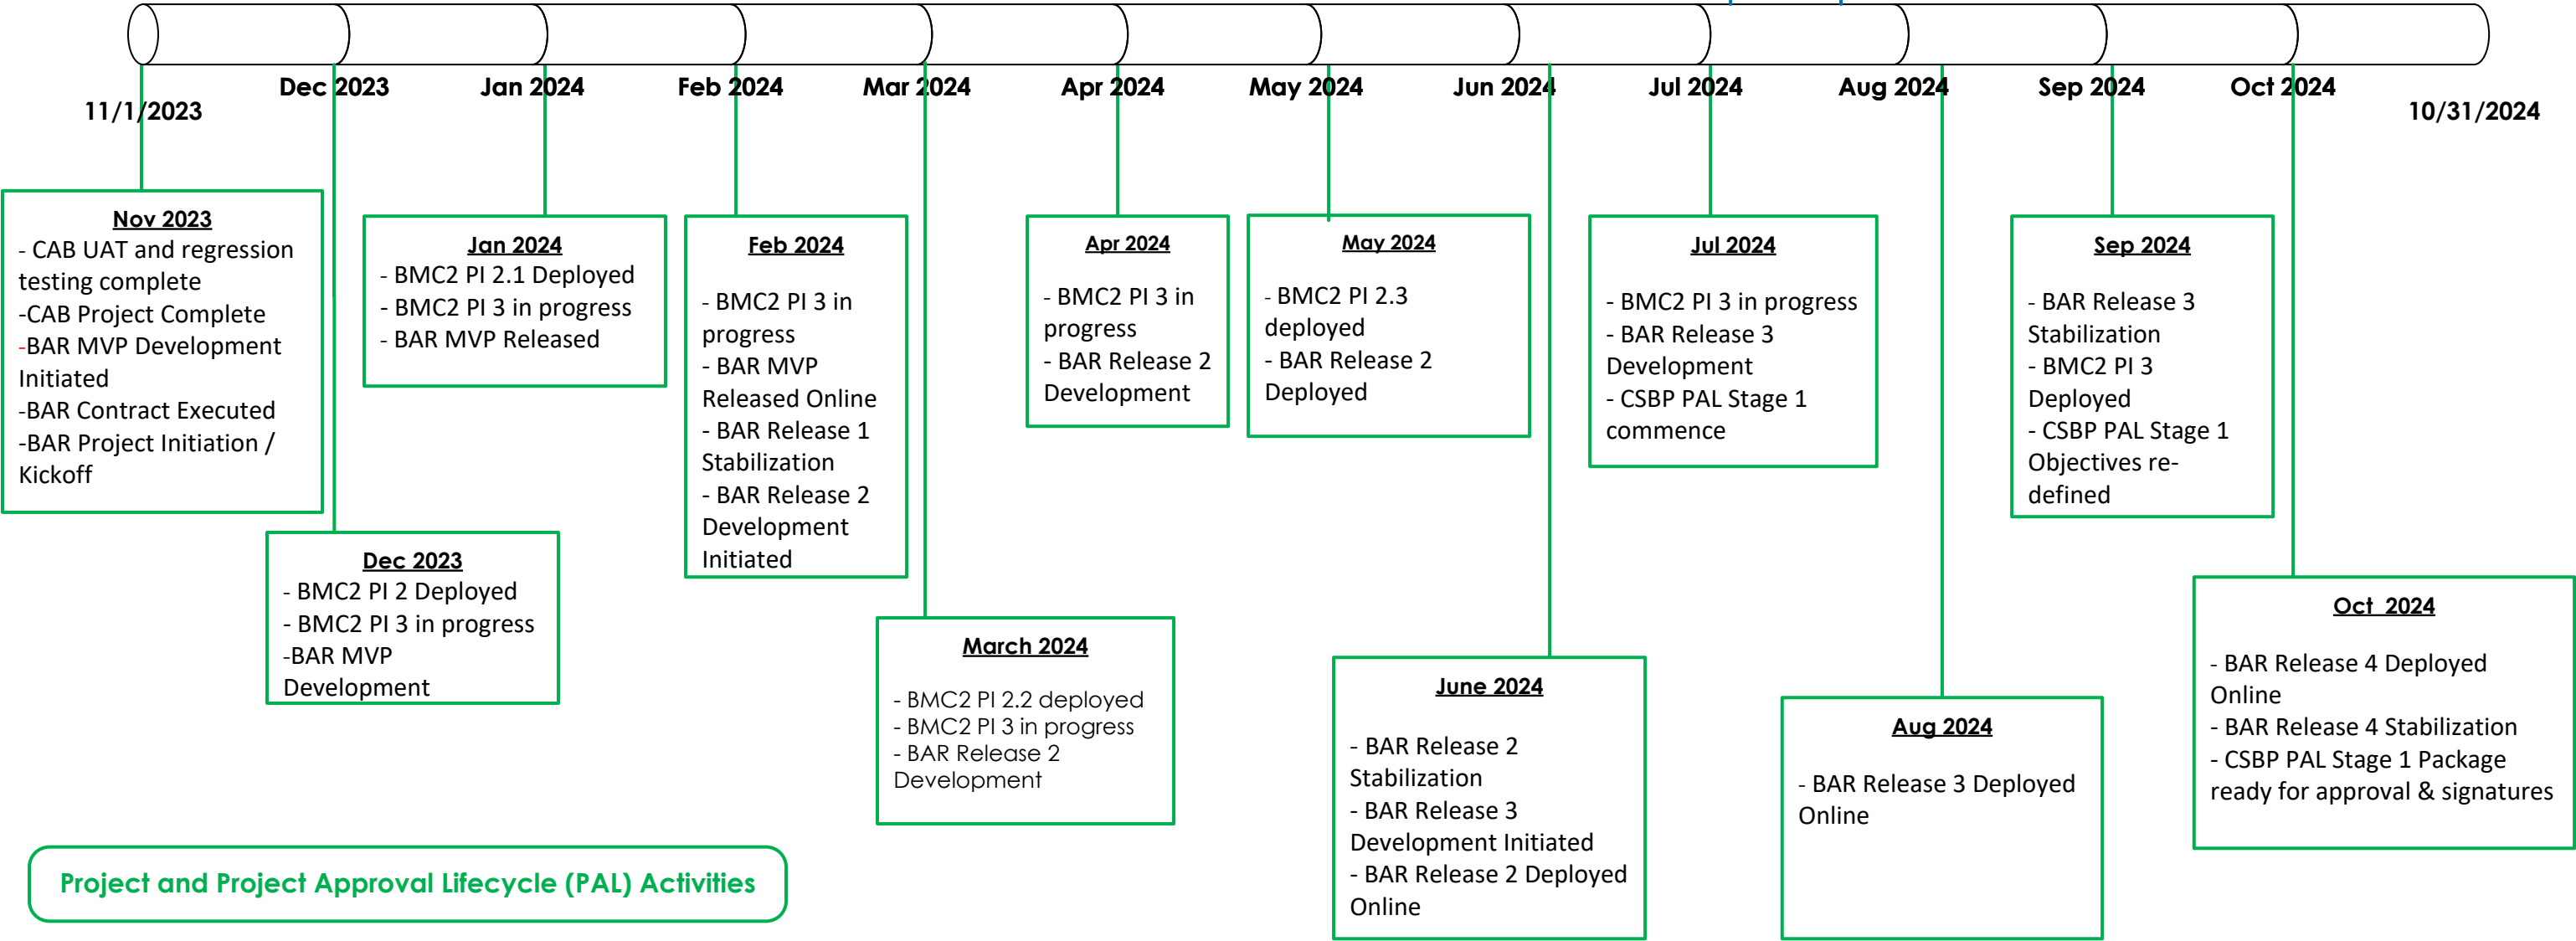 Dec 2023
Jan 2024
Feb 2024
Mar 2024
Apr 2024
May 2024
Jun 2024
Jul 2024
Aug 2024
Sep 2024
Oct 2024
11/1/2023
10/31/2024
Nov 2023
- CAB UAT and regression
testing complete
-CAB Project Complete
-BAR MVP Development
Initiated
-BAR Contract Executed
-BAR Project Initiation /
Kickoff
Dec 2023
- BMC2 PI 2 Deployed
- BMC2 PI 3 in progress
-BAR MVP
Development
Jan 2024
- BMC2 PI 2.1 Deployed
- BMC2 PI 3 in progress
- BAR MVP Released
Feb 2024
- BMC2 PI 3 in
progress
- BAR MVP
Released Online
- BAR Release 1
Stabilization
- BAR Release 2
Development
Initiated
March 2024
- BMC2 PI 2.2 deployed
- BMC2 PI 3 in progress
- BAR Release 2
Development
Apr 2024
- BMC2 PI 3 in
progress
- BAR Release 2
Development
May 2024
- BMC2 PI 2.3
deployed
- BAR Release 2
Deployed
June 2024
- BAR Release 2
Stabilization
- BAR Release 3
Development Initiated
- BAR Release 2 Deployed
Online
Jul 2024
- BMC2 PI 3 in progress
- BAR Release 3
Development
- CSBP PAL Stage 1
commence
Aug 2024
- BAR Release 3 Deployed
Online
Sep 2024
- BAR Release 3
Stabilization
- BMC2 PI 3
Deployed
- CSBP PAL Stage 1
Objectives re-
defined
Oct 2024
- BAR Release 4 Deployed
Online
- BAR Release 4 Stabilization
- CSBP PAL Stage 1 Package
ready for approval & signatures
Project and Project Approval Lifecycle (PAL) Activities